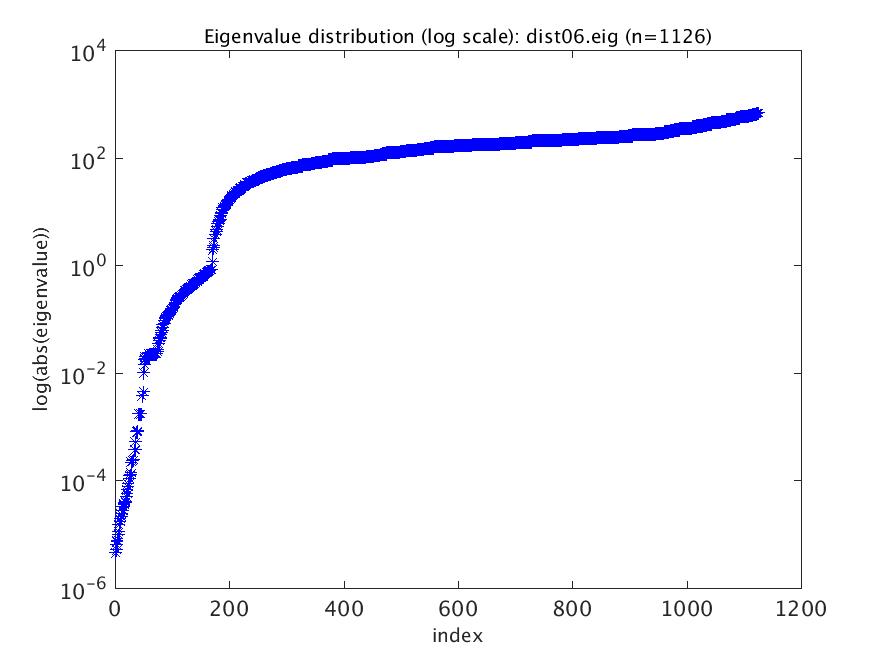 Eigenvalue distribution (log scale): dist06.eig (n=1126)
10^4
10^2
10^0
10^-2
10^-4
10^-6
log(abs(eigenvalue))
0 200 400 600 800 1000 1200
index